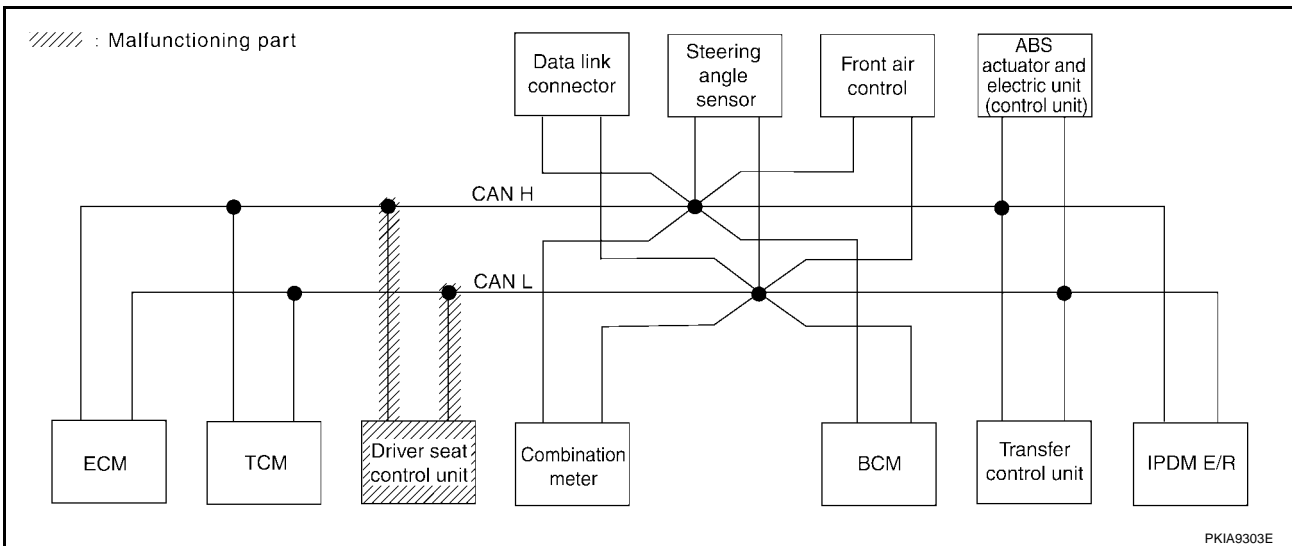 : Malfunctioning part
Data link
connector
Steering
angle
sensor
Front air
control
ABS
actuator and
electric unit
(control unit)
CAN H
CAN L
ECM
TCM
Driver seat
control unit
Combination
meter
BCM
Transfer
control unit
IPDM E/R
PKIA9303E